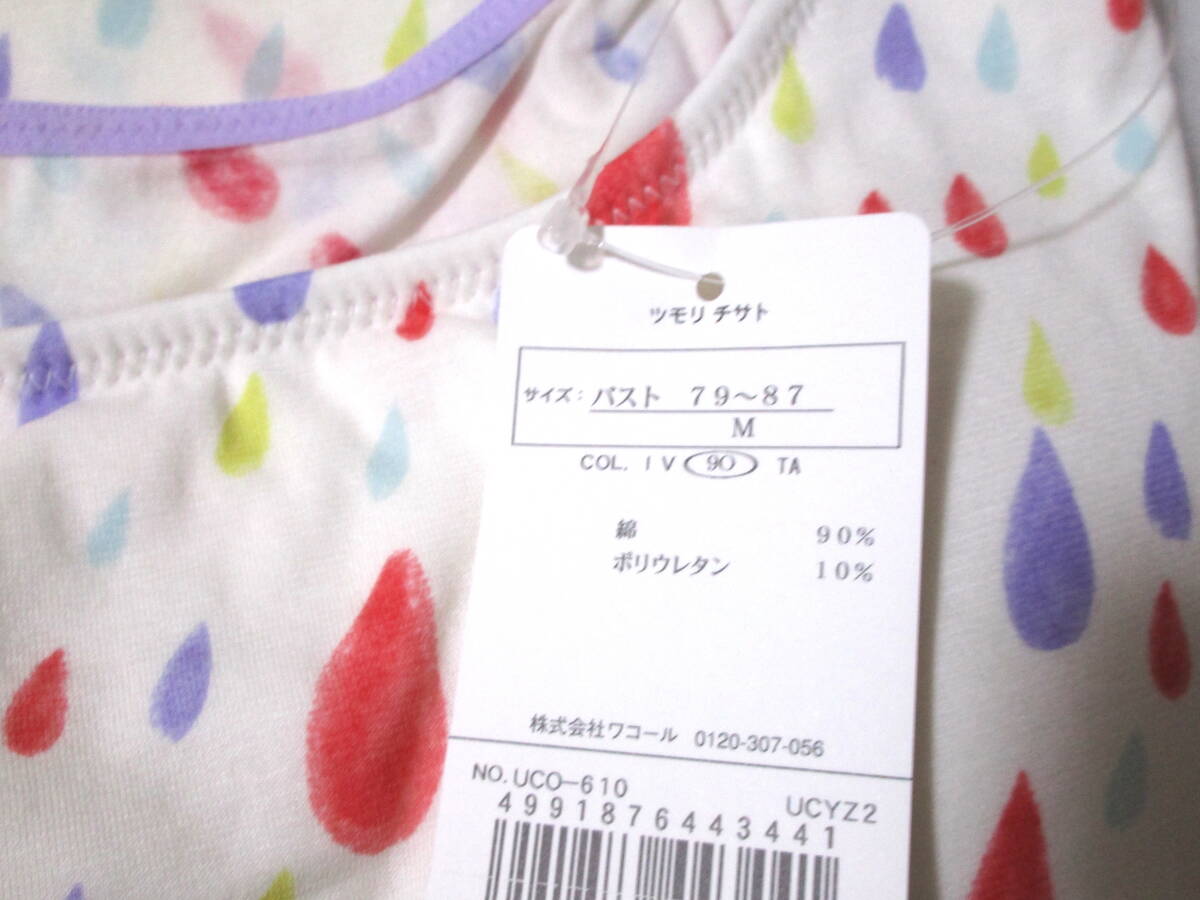 ツモリ チサト
サイズ： バスト 79～87
M
COL. IV 90 TA
綿 90%
ポリウレタン 10%
株式会社ワコール 0120-307-056
NO. UCO-610 UCYZ2
4991876443441